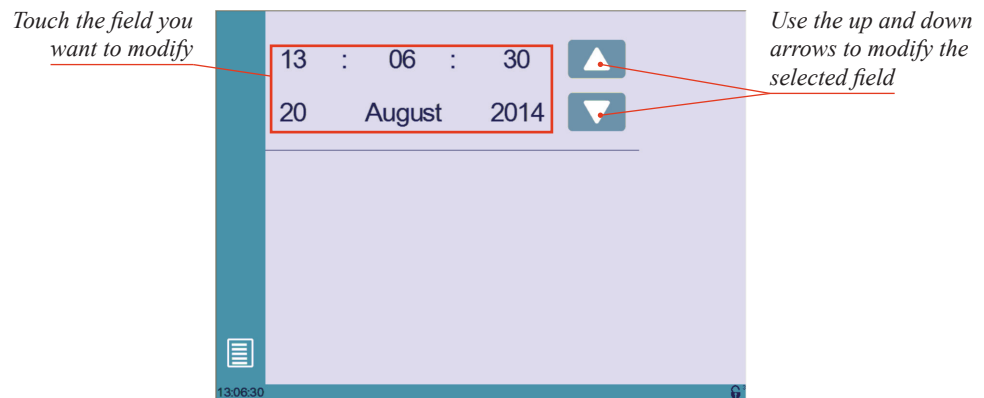 Touch the field you
want to modify
13 : 06 : 30
20 August 2014
Use the up and down
arrows to modify the
selected field
13:06:30